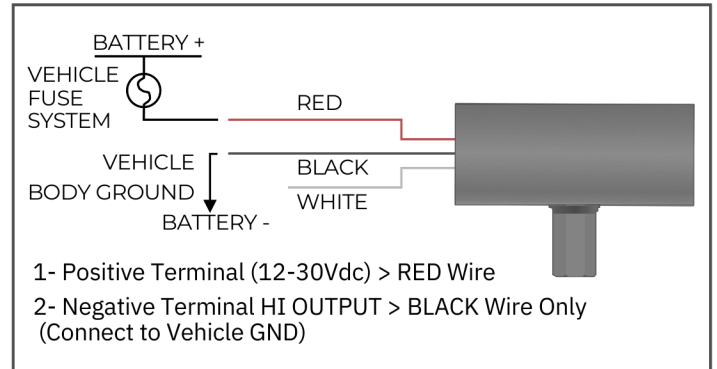 BATTERY +
VEHICLE
FUSE
SYSTEM
RED
VEHICLE
BODY GROUND
BLACK
WHITE
BATTERY -
1- Positive Terminal (12-30Vdc) > RED Wire
2- Negative Terminal HI OUTPUT > BLACK Wire Only
(Connect to Vehicle GND)